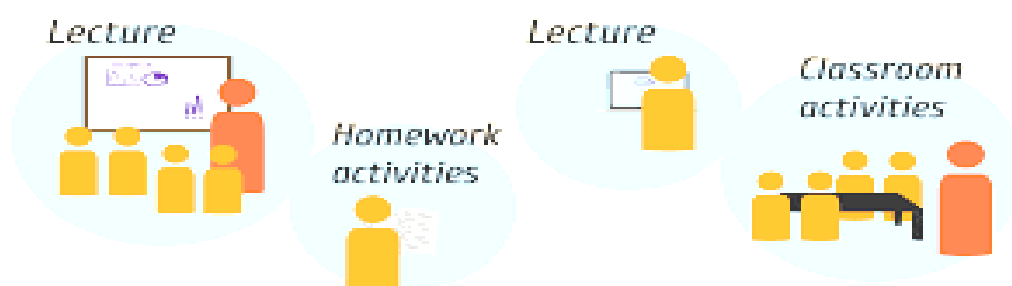 Lecture
Homework
activities
Lecture
Classroom
activities